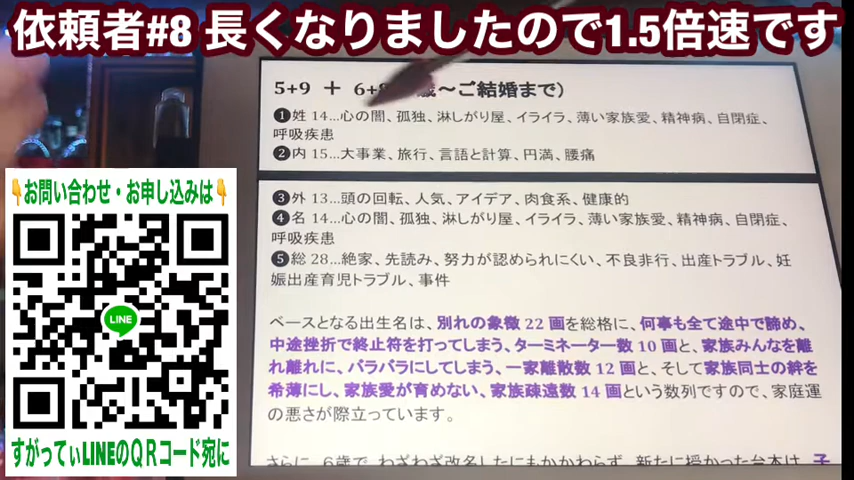 依頼者#8 長くなりましたので1.5倍速です
5+9 ＋ 6+8
～ご結婚まで）
❶姓 14…心の闇、孤独、淋しがり屋、イライラ、薄い家族愛、精神病、自閉症、
呼吸疾患
❷内 15…大事業、旅行、言語と計算、円満、腰痛
❸外 13…頭の回転、人気、アイデア、肉食系、健康的
❹名 14…心の闇、孤独、淋しがり屋、イライラ、薄い家族愛、精神病、自閉症、
呼吸疾患
❺総 28…絶家、先読み、努力が認められにくい、不良非行、出産トラブル、妊
娠出産育児トラブル、事件
ベースとなる出生名は、別れの象徴 22 画を総格に、何事も全て途中で諦め、
中途挫折で終止符を打ってしまう、ターミネーター数 10 画と、家族みんなを離
れ離れに、バラバラにしてしまう、一家離散数 12 画と、そして家族同士の絆を
希薄にし、家族愛が育めない、家族疎遠数 14 画という数列ですので、家庭運
の悪さが際立っています。
さらに、6歳で、わざわざ改名したにもかかわらず、新たに授かった台本は、子
👇お問い合わせ・お申し込みは👇
LINE
すがってぃLINEのQRコード宛に